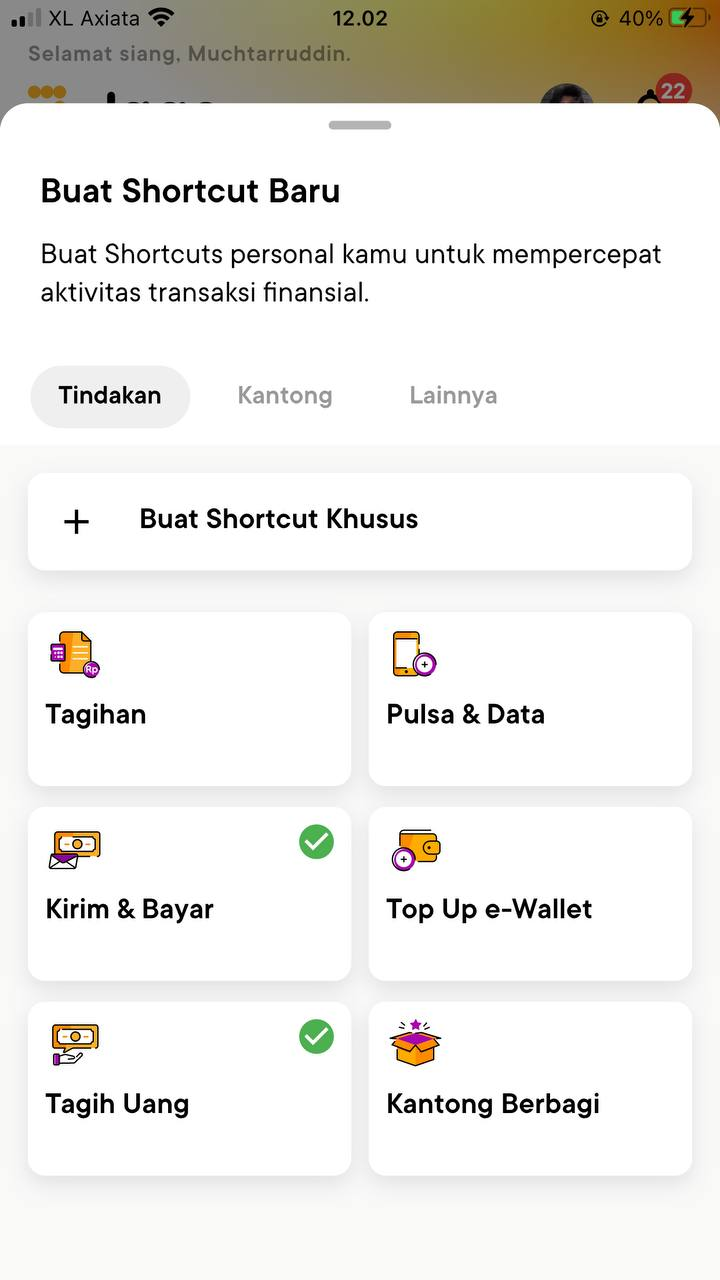 XL Axiata 12.02 40%
Selamat siang, Muchtarruddin.
22
Buat Shortcut Baru
Buat Shortcuts personal kamu untuk mempercepat
aktivitas transaksi finansial.
Tindakan Kantong Lainnya
+ Buat Shortcut Khusus
Rp
Tagihan
Pulsa & Data
Kirim & Bayar
Top Up e-Wallet
Tagih Uang
Kantong Berbagi